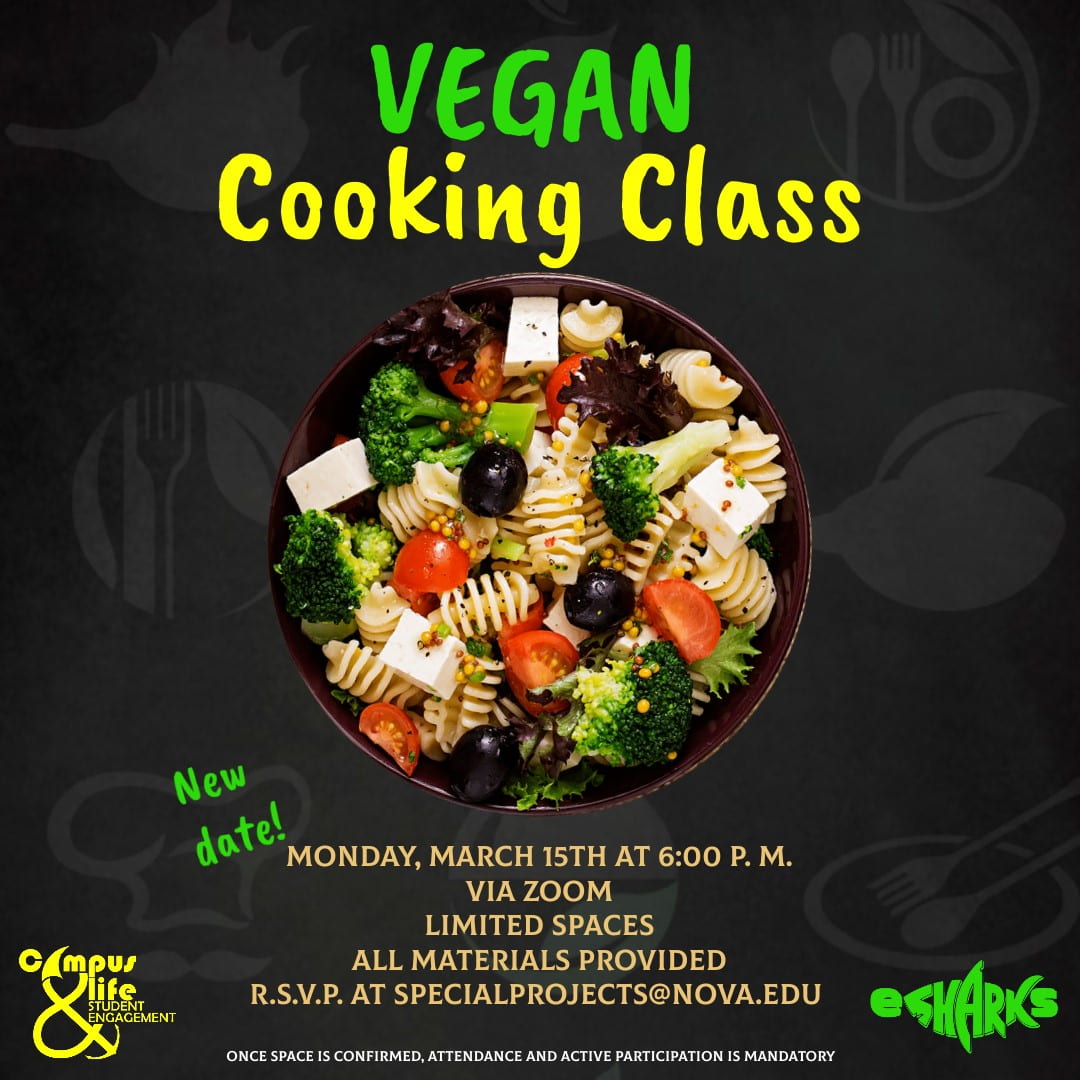 VEGAN
Cooking Class
New
date!
MONDAY, MARCH 15TH AT 6:00 P. M.
VIA ZOOM
LIMITED SPACES
ALL MATERIALS PROVIDED
R.S.V.P. AT SPECIALPROJECTS@NOVA.EDU
Campus
& life
STUDENT
ENGAGEMENT
eSHARKS
ONCE SPACE IS CONFIRMED, ATTENDANCE AND ACTIVE PARTICIPATION IS MANDATORY